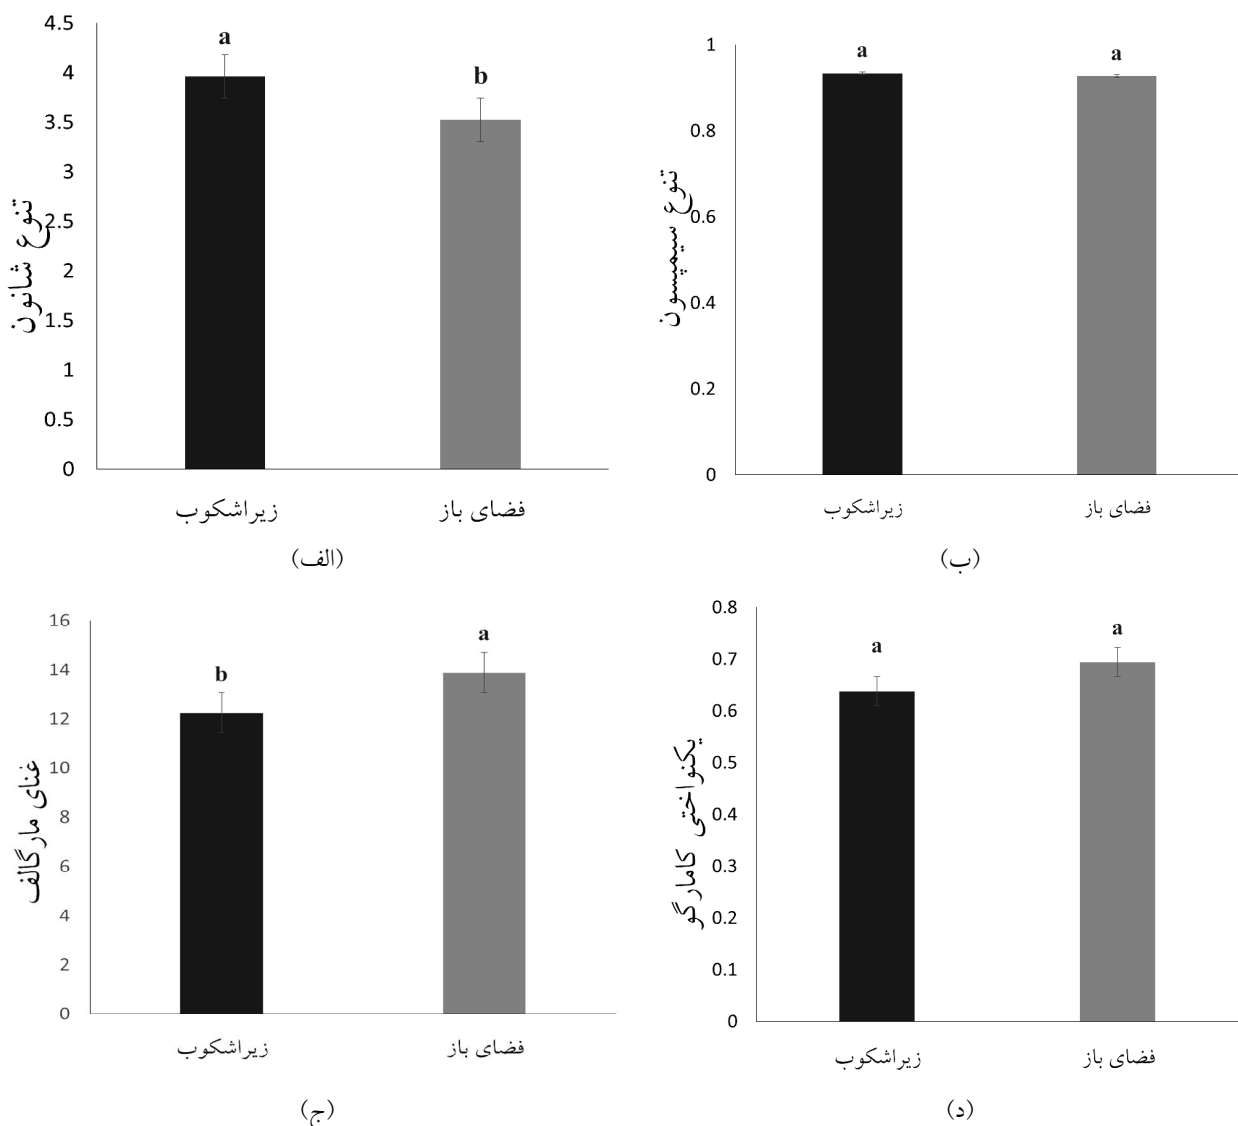 تنوع شانون
4.5
4
3.5
3
2.5
2
1.5
1
0.5
0
a
b
زیراشکوب
فضای باز
(الف)
تنوع سیمپسون
1
0.8
0.6
0.4
0.2
0
a
a
زیراشکوب
فضای باز
(ب)
غنای مارگالف
16
14
12
10
8
6
4
2
0
b
a
زیراشکوب
فضای باز
(ج)
یکنواختی کامارگو
0.8
0.7
0.6
0.5
0.4
0.3
0.2
0.1
0
a
a
زیراشکوب
فضای باز
(د)